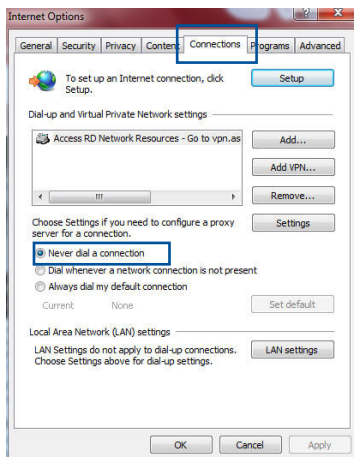 Internet Options
General Security Privacy Content Connections Programs Advanced
To set up an Internet connection, click Setup.
Setup
Dial-up and Virtual Private Network settings
Access RD Network Resources - Go to vpn.as
Add...
Add VPN...
Remove...
Choose Settings if you need to configure a proxy
server for a connection.
Settings
Never dial a connection
Dial whenever a network connection is not present
Always dial my default connection
Current None
Set default
Local Area Network (LAN) settings
LAN Settings do not apply to dial-up connections.
Choose Settings above for dial-up settings.
LAN settings
OK Cancel Apply